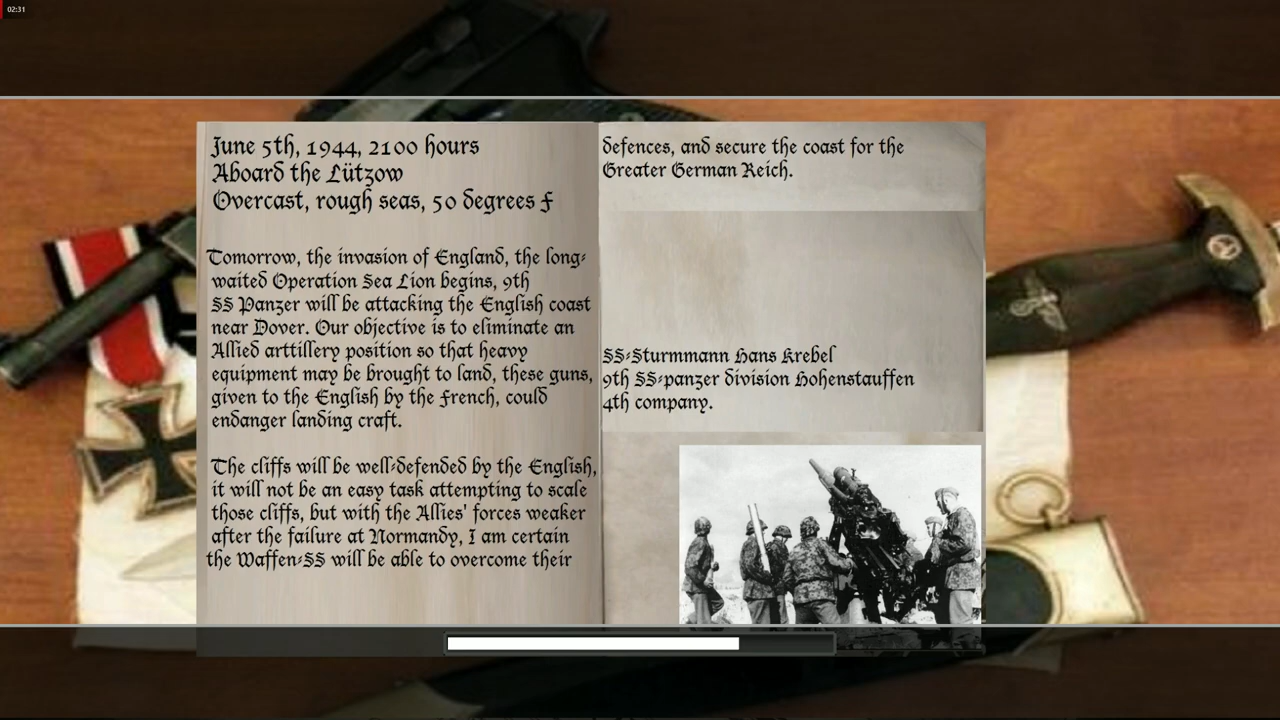 02:31
June 5th, 1944, 2100 hours
Aboard the Lützow
Overcast, rough seas, 50 degrees F
Tomorrow, the invasion of England, the long-
waited Operation Sea Lion begins, 9th
SS Panzer will be attacking the English coast
near Dover. Our objective is to eliminate an
Allied arttillery position so that heavy
equipment may be brought to land, these guns,
given to the English by the French, could
endanger landing craft.
The cliffs will be well-defended by the English,
it will not be an easy task attempting to scale
those cliffs, but with the Allies' forces weaker
after the failure at Normandy, I am certain
the Waffen-SS will be able to overcome their
defences, and secure the coast for the
Greater German Reich.
SS-Sturmmann Hans Krebel
9th SS-panzer division Hohenstauffen
4th company.